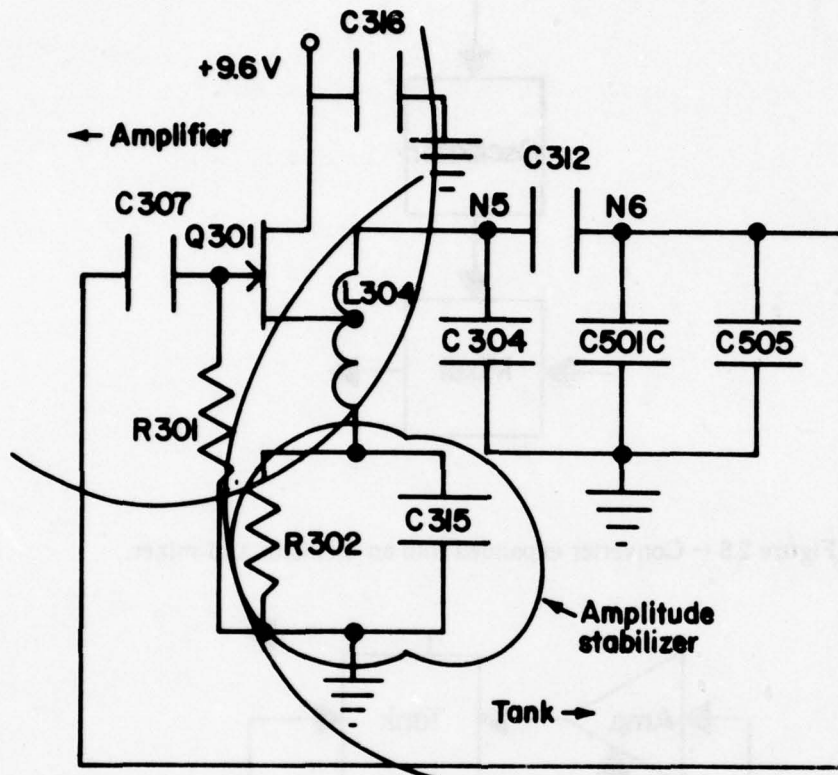 C316
+9.6V
← Amplifier
C312
C307
N5
N6
Q301
L304
C304
C501C
C505
R301
C315
R302
Amplitude
stabilizer
Tank →